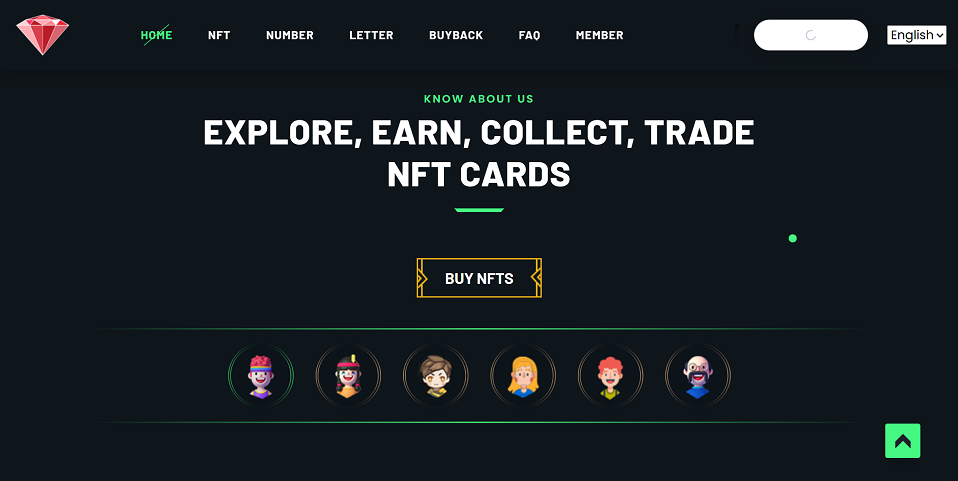 HOME NFT NUMBER LETTER BUYBACK FAQ MEMBER English
KNOW ABOUT US
EXPLORE, EARN, COLLECT, TRADE
NFT CARDS
BUY NFTS